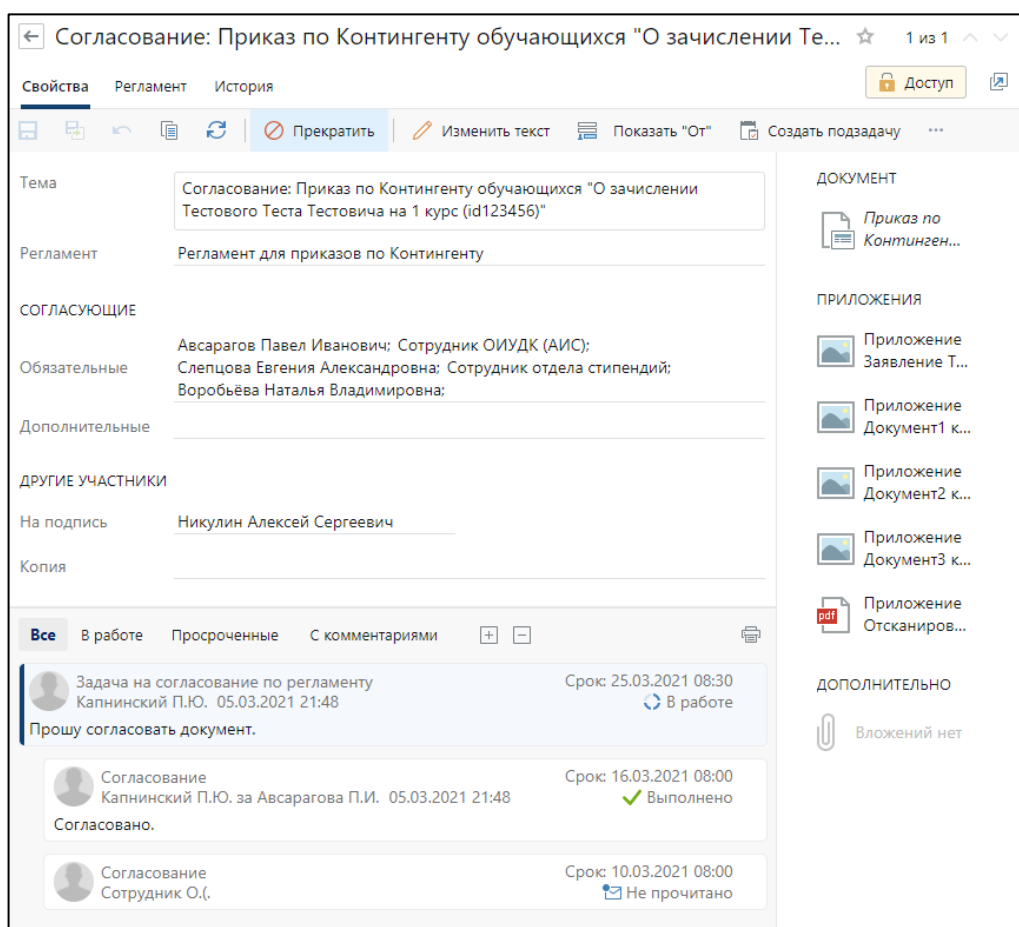 Согласование: Приказ по Контингенту обучающихся "О зачислении Те... 1 из 1
Свойства Регламент История Доступ
Прекратить Изменить текст Показать "От" Создать подзадачу ...
Тема
Согласование: Приказ по Контингенту обучающихся "О зачислении
Тестового Теста Тестовича на 1 курс (id123456)"
Регламент Регламент для приказов по Контингенту
СОГЛАСУЮЩИЕ
Обязательные
Авсарагов Павел Иванович; Сотрудник ОИУДК (АИС);
Слепцова Евгения Александровна; Сотрудник отдела стипендий;
Воробьёва Наталья Владимировна;
Дополнительные
ДРУГИЕ УЧАСТНИКИ
На подпись Никулин Алексей Сергеевич
Копия
Все В работе Просроченные С комментариями
Задача на согласование по регламенту Срок: 25.03.2021 08:30
Капнинский П.Ю. 05.03.2021 21:48 В работе
Прошу согласовать документ.
Согласование Срок: 16.03.2021 08:00
Капнинский П.Ю. за Авсарагова П.И. 05.03.2021 21:48 Выполнено
Согласовано.
Согласование Срок: 10.03.2021 08:00
Сотрудник О.(. Не прочитано
ДОКУМЕНТ
Приказ по
Континген...
ПРИЛОЖЕНИЯ
Приложение
Заявление Т...
Приложение
Документ1 к...
Приложение
Документ2 к...
Приложение
Документ3 к...
pdf
Приложение
Отсканиров...
ДОПОЛНИТЕЛЬНО
Вложений нет